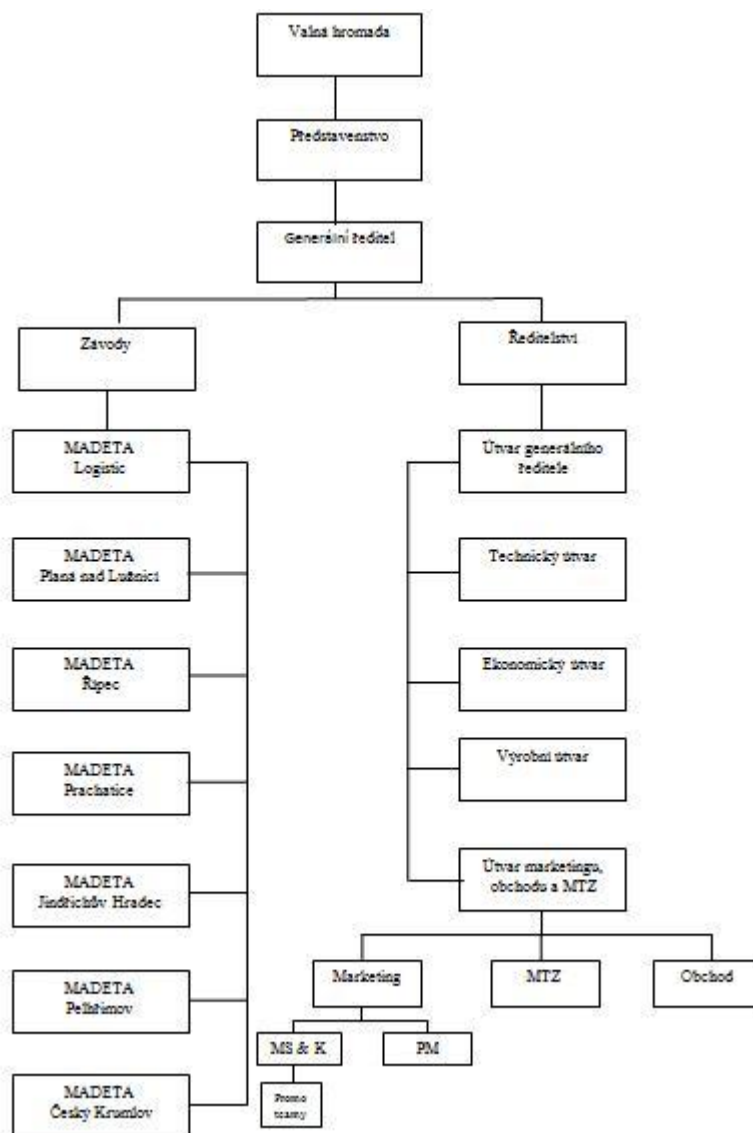 Valná hromada
Představenstvo
Generální ředitel
Závody
Ředitelství
MADETA
Logistic
Útvar generálního
ředitele
MADETA
Planá nad Lužnicí
Technický útvar
MADETA
Řípec
Ekonomický útvar
MADETA
Prachatice
Výrobní útvar
MADETA
Jindřichův Hradec
Útvar marketingu,
obchodu a MTZ
MADETA
Pelhřimov
Marketing
MTZ
Obchod
MS & K
PM
MADETA
Český Krumlov
Promo
teamy